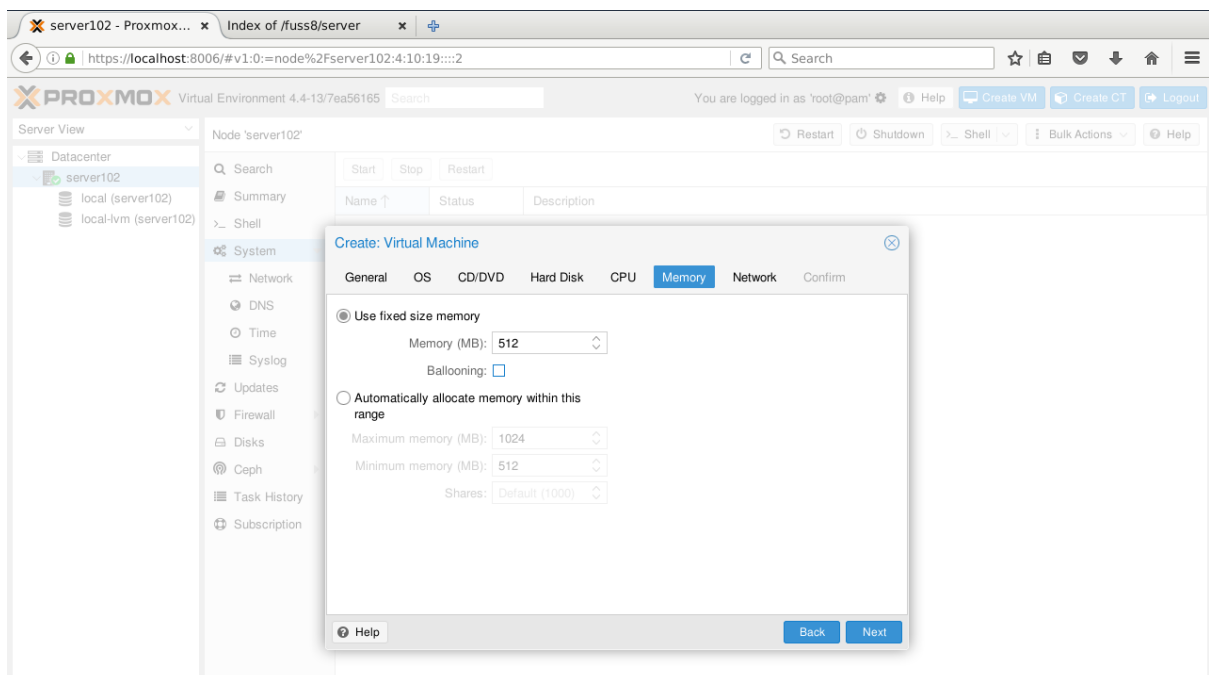 server102 - Proxmox... × Index of /fuss8/server ×
https://localhost:8006/#v1:0:=node%2Fserver102:4:10:19::::2 Search
PROXMOX Virtual Environment 4.4-13/7ea56165 Search You are logged in as 'root@pam' Help Create VM Create CT Logout
Server View Node 'server102' Restart Shutdown >_ Shell Bulk Actions Help
Datacenter
server102
local (server102)
local-lvm (server102)
Search
Summary
>_ Shell
System
Network
DNS
Time
Syslog
Updates
Firewall
Disks
Ceph
Task History
Subscription
Start Stop Restart
Name Status Description
Create: Virtual Machine
General OS CD/DVD Hard Disk CPU Memory Network Confirm
Use fixed size memory
Memory (MB): 512
Ballooning:
Automatically allocate memory within this
range
Maximum memory (MB): 1024
Minimum memory (MB): 512
Shares: Default (1000)
Help Back Next